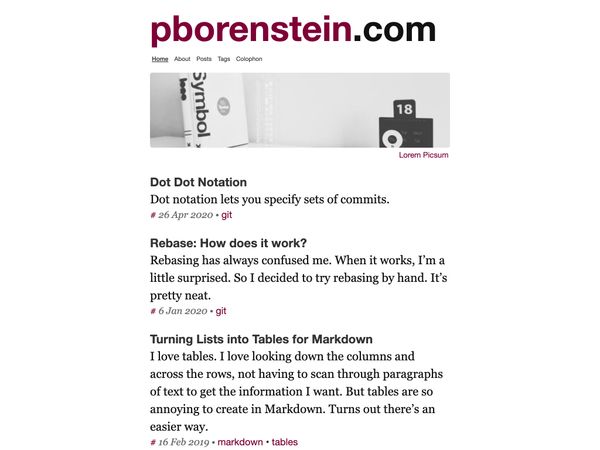 pborenstein.com
Home About Posts Tags Colophon
Symbol
18
Lorem Picsum
Dot Dot Notation
Dot notation lets you specify sets of commits.
# 26 Apr 2020 • git
Rebase: How does it work?
Rebasing has always confused me. When it works, I’m a
little surprised. So I decided to try rebasing by hand. It’s
pretty neat.
# 6 Jan 2020 • git
Turning Lists into Tables for Markdown
I love tables. I love looking down the columns and
across the rows, not having to scan through paragraphs
of text to get the information I want. But tables are so
annoying to create in Markdown. Turns out there’s an
easier way.
# 16 Feb 2019 • markdown • tables